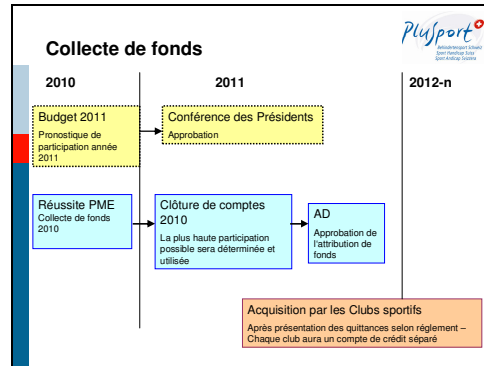 PluSport
Behindertensport Schweiz
Sport Handicap Suisse
Sport Andicap Svizzera
Collecte de fonds
2010
2011
2012-n
Budget 2011
Pronostique de
participation année
2011
Conférence des Présidents
Approbation
Réussite PME
Collecte de fonds
2010
Clôture de comptes
2010
La plus haute participation
possible sera déterminée et
utilisée
AD
Approbation de
l'attribution de
fonds
Acquisition par les Clubs sportifs
Après présentation des quittances selon réglement –
Chaque club aura un compte de crédit séparé